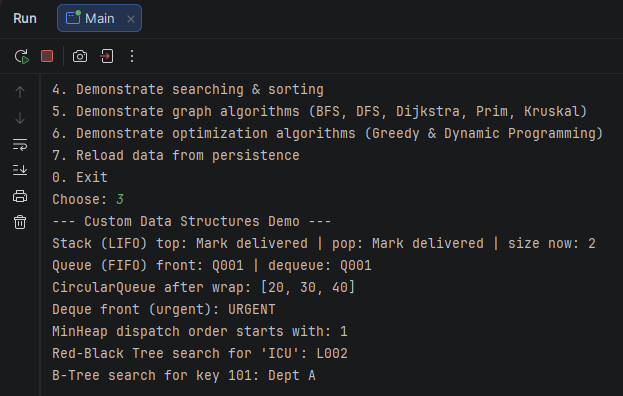 Run
Main
4. Demonstrate searching & sorting
5. Demonstrate graph algorithms (BFS, DFS, Dijkstra, Prim, Kruskal)
6. Demonstrate optimization algorithms (Greedy & Dynamic Programming)
7. Reload data from persistence
0. Exit
Choose: 3
--- Custom Data Structures Demo ---
Stack (LIFO) top: Mark delivered | pop: Mark delivered | size now: 2
Queue (FIFO) front: Q001 | dequeue: Q001
CircularQueue after wrap: [20, 30, 40]
Deque front (urgent): URGENT
MinHeap dispatch order starts with: 1
Red-Black Tree search for 'ICU': L002
B-Tree search for key 101: Dept A